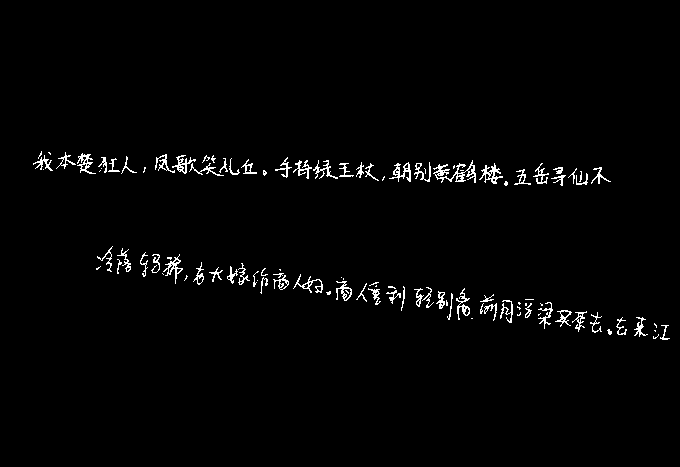 我本楚狂人,凤歌笑孔丘。手持绿玉杖,朝别黄鹤楼。五岳寻仙不
冷落鞍稀,老大嫁作商人妇。商人重利轻别离,前月浮梁买茶去。去来江